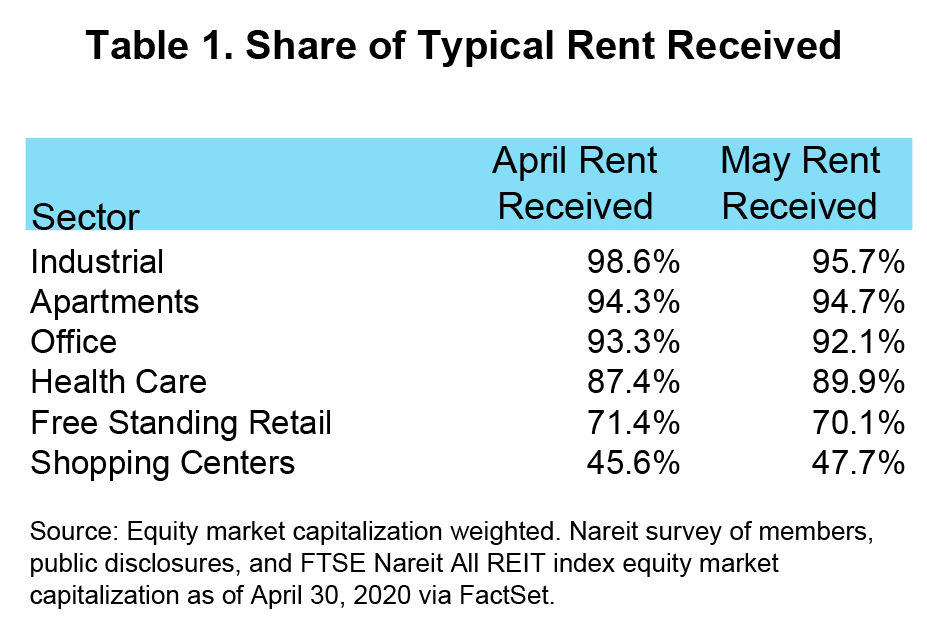 Table 1. Share of Typical Rent Received
Sector April Rent Received May Rent Received
Industrial 98.6% 95.7%
Apartments 94.3% 94.7%
Office 93.3% 92.1%
Health Care 87.4% 89.9%
Free Standing Retail 71.4% 70.1%
Shopping Centers 45.6% 47.7%
Source: Equity market capitalization weighted. Nareit survey of members,
public disclosures, and FTSE Nareit All REIT index equity market
capitalization as of April 30, 2020 via FactSet.